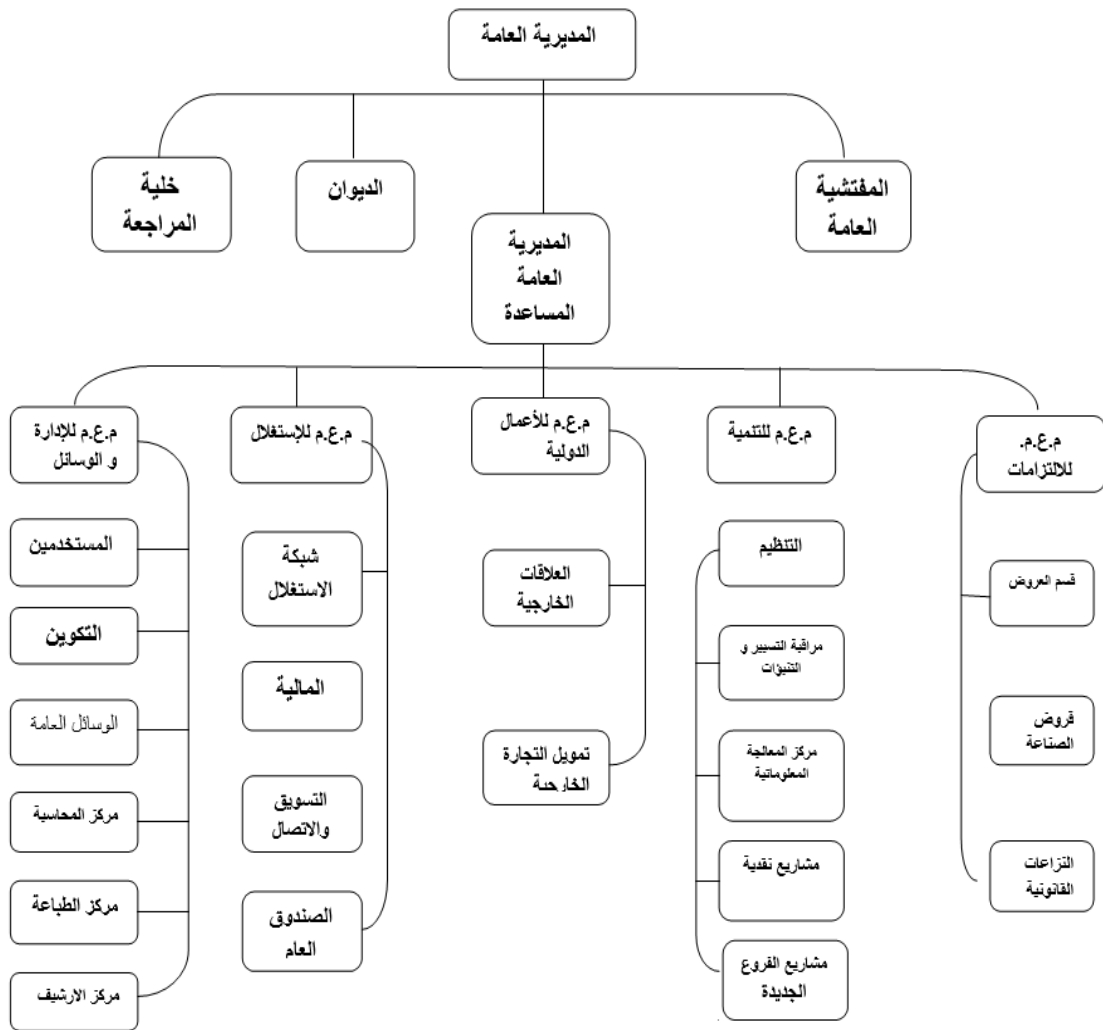 المديرية العامة
المفتشية
العامة
الديوان
خلية
المراجعة
المديرية
العامة
المساعدة
م.ع.م.
للالتزامات
م.ع.م للتنمية
م.ع.م للأعمال
الدولية
م.ع.م للإستغلال
م.ع.م للإدارة
و الوسائل
قسم العروض
قروض
الصناعة
النزاعات
القانونية
التنظيم
مراقبة التسيير و
التنبؤات
مركز المعالجة
المعلوماتية
مشاريع نقدية
مشاريع الفروع
الجديدة
العلاقات
الخارجية
تمويل التجارة
الخارجية
شبكة
الاستغلال
المالية
التسويق
والاتصال
الصندوق
العام
المستخدمين
التكوين
الوسائل العامة
مركز المحاسبة
مركز الطباعة
مركز الارشيف